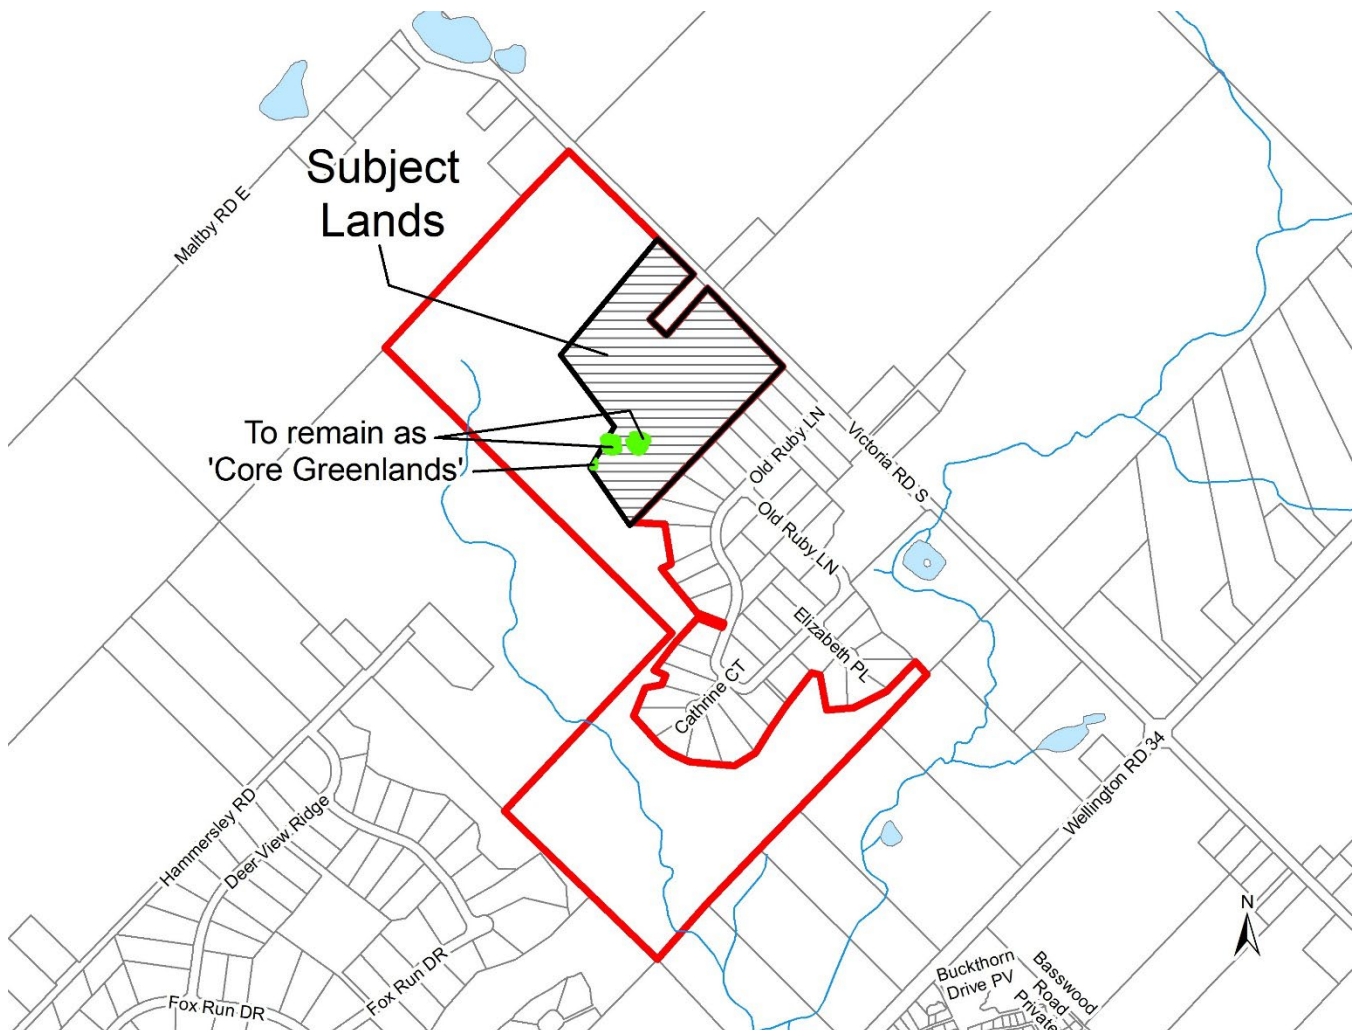 Subject
Lands
Maltby RD E
To remain as
'Core Greenlands'
Old Ruby LN
Victoria RD S
Old Ruby LN
Elizabeth PL
Cathrine CT
Wellington RD 34
Hammersley RD
Deer View Ridge
Fox Run DR
Fox Run DR
N
Buckthorn
Drive PV
Basswood
Road
Private